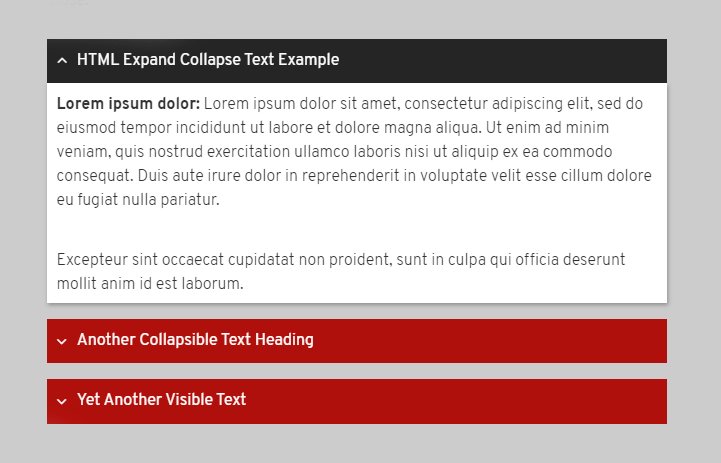 HTML Expand Collapse Text Example
Lorem ipsum dolor: Lorem ipsum dolor sit amet, consectetur adipiscing elit, sed do
eiusmod tempor incididunt ut labore et dolore magna aliqua. Ut enim ad minim
veniam, quis nostrud exercitation ullamco laboris nisi ut aliquip ex ea commodo
consequat. Duis aute irure dolor in reprehenderit in voluptate velit esse cillum dolore
eu fugiat nulla pariatur.
Excepteur sint occaecat cupidatat non proident, sunt in culpa qui officia deserunt
mollit anim id est laborum.
Another Collapsible Text Heading
Yet Another Visible Text